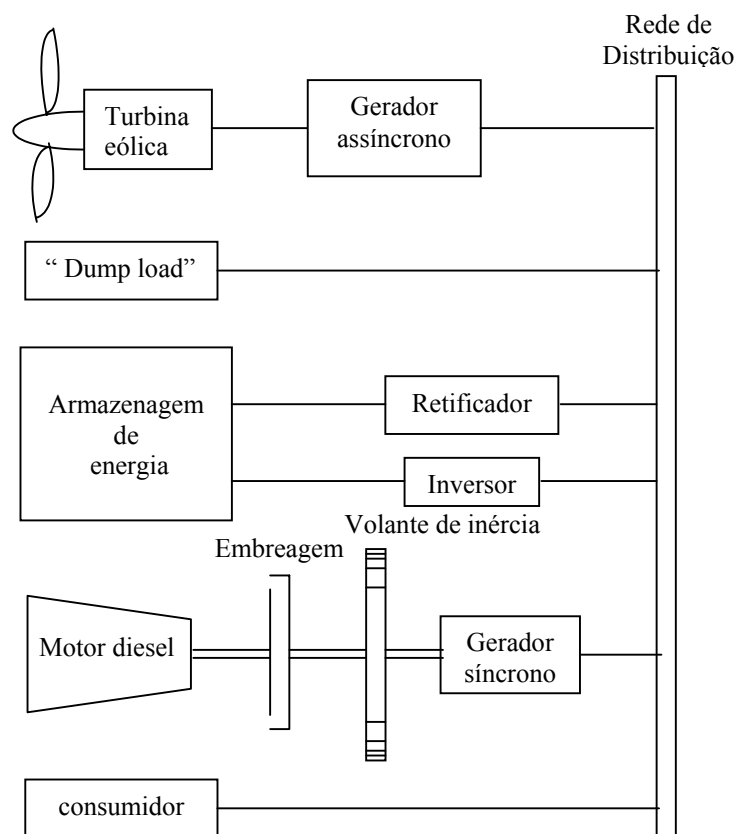 Rede de
Distribuição
Turbina
eólica
Gerador
assíncrono
“ Dump load”
Armazenagem
de
energia
Retificador
Inversor
Volante de inércia
Embreagem
Motor diesel
Gerador
síncrono
consumidor